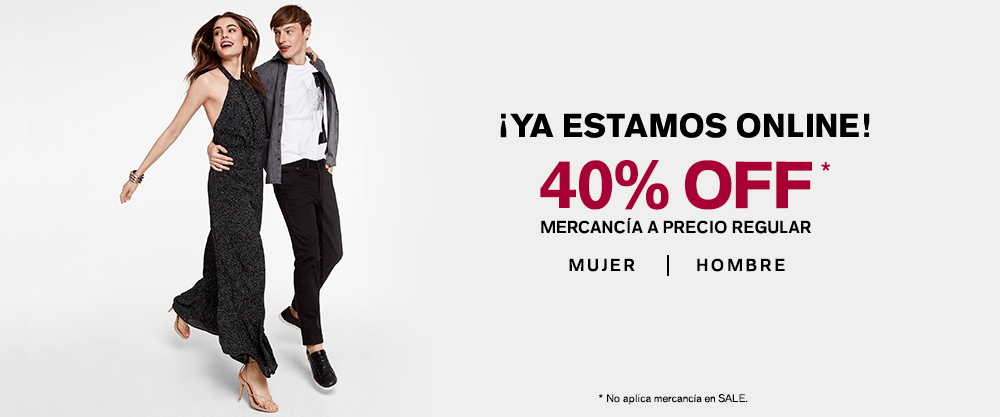 ¡YA ESTAMOS ONLINE!
40% OFF*
MERCANCÍA A PRECIO REGULAR
MUJER | HOMBRE
* No aplica mercancía en SALE.